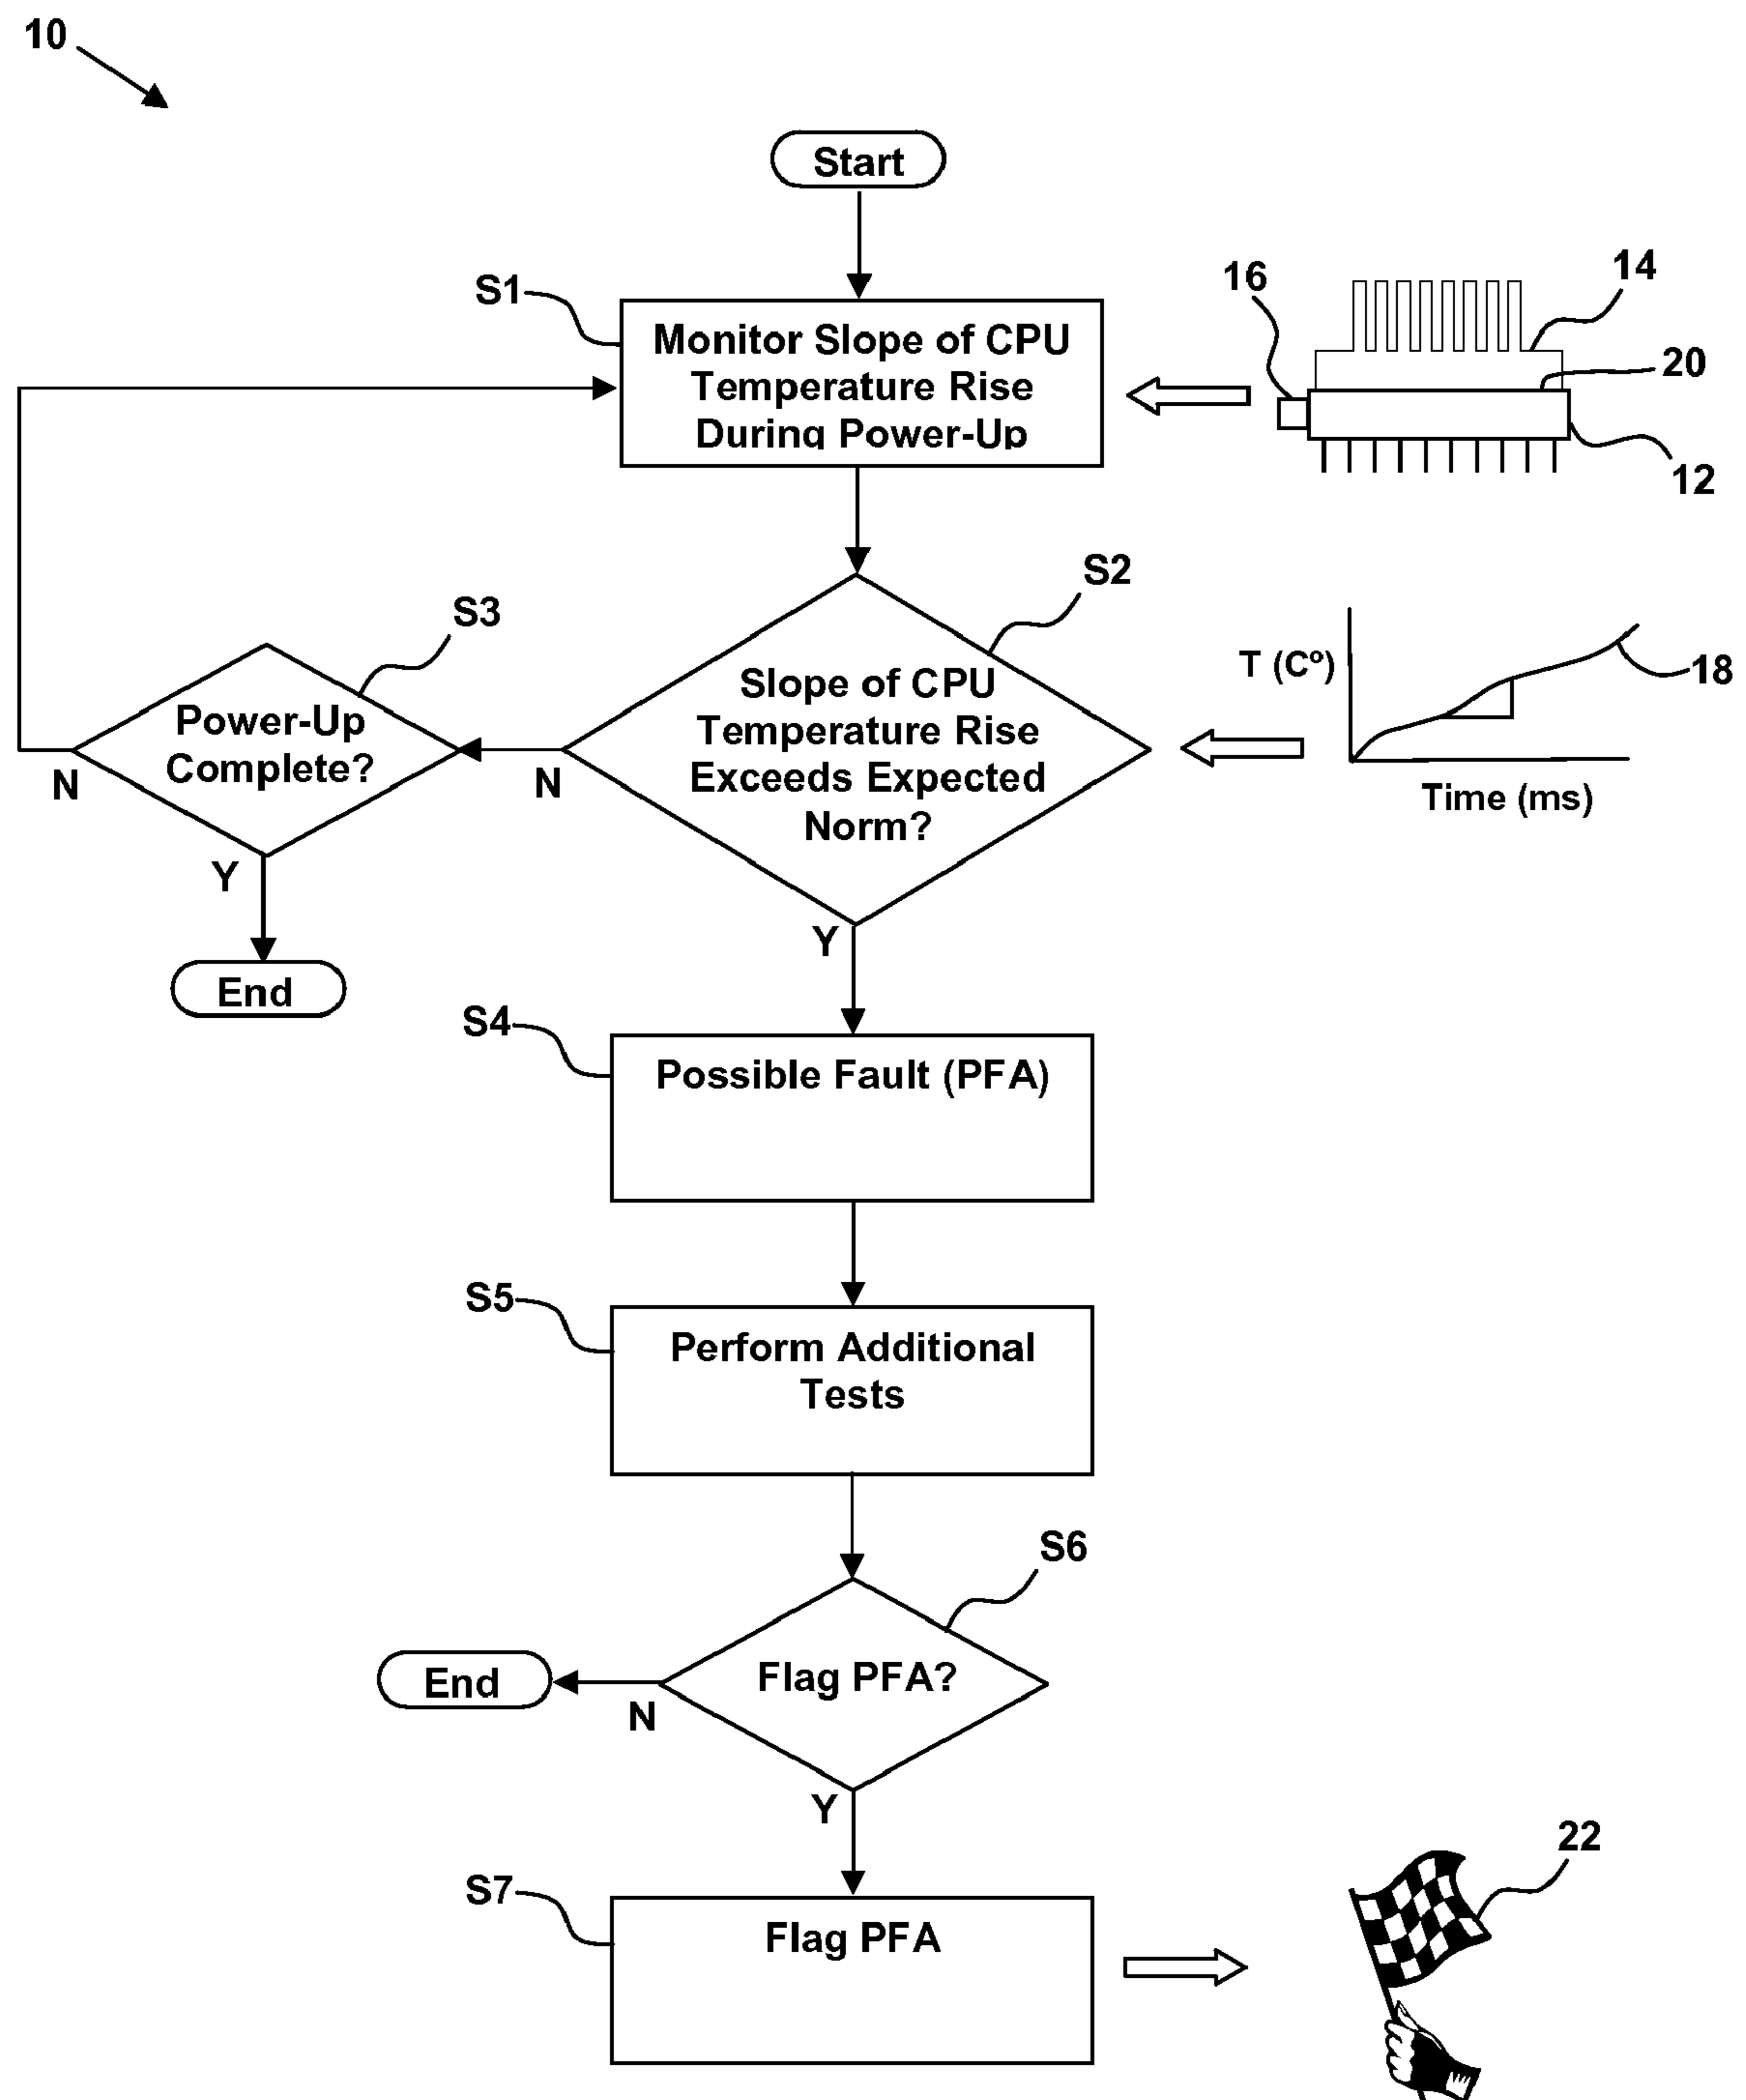 10
Start
S1
Monitor Slope of CPU
Temperature Rise
During Power-Up
16
14
20
12
S2
Slope of CPU
Temperature Rise
Exceeds Expected
Norm?
T (Cº)
18
Time (ms)
S3
Power-Up
Complete?
N
N
Y
End
Y
S4
Possible Fault (PFA)
S5
Perform Additional
Tests
S6
Flag PFA?
End
N
Y
S7
Flag PFA
22